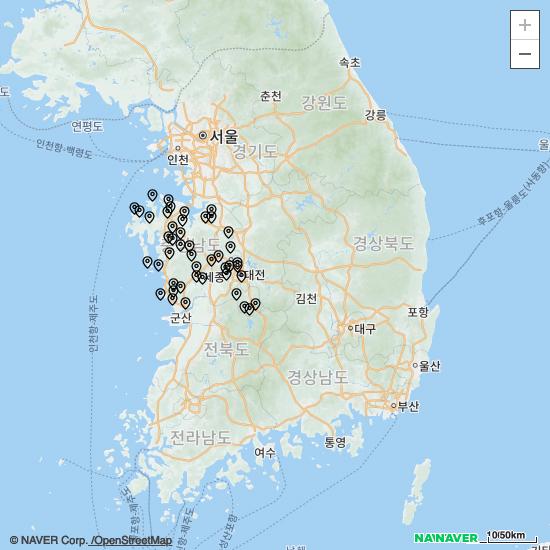 +
−
속초
춘천
강원도
강릉
연평도
서울
인천
경기도
인천항-백령도
후포항-울릉도(사동항)
남도
경상북도
세종
대전
김천
포항
인천항-제주도
군산
대구
전북도
울산
경상남도
부산
전라남도
통영
여수
성산포항
© NAVER Corp. /OpenStreetMap
NAVER
10/50km